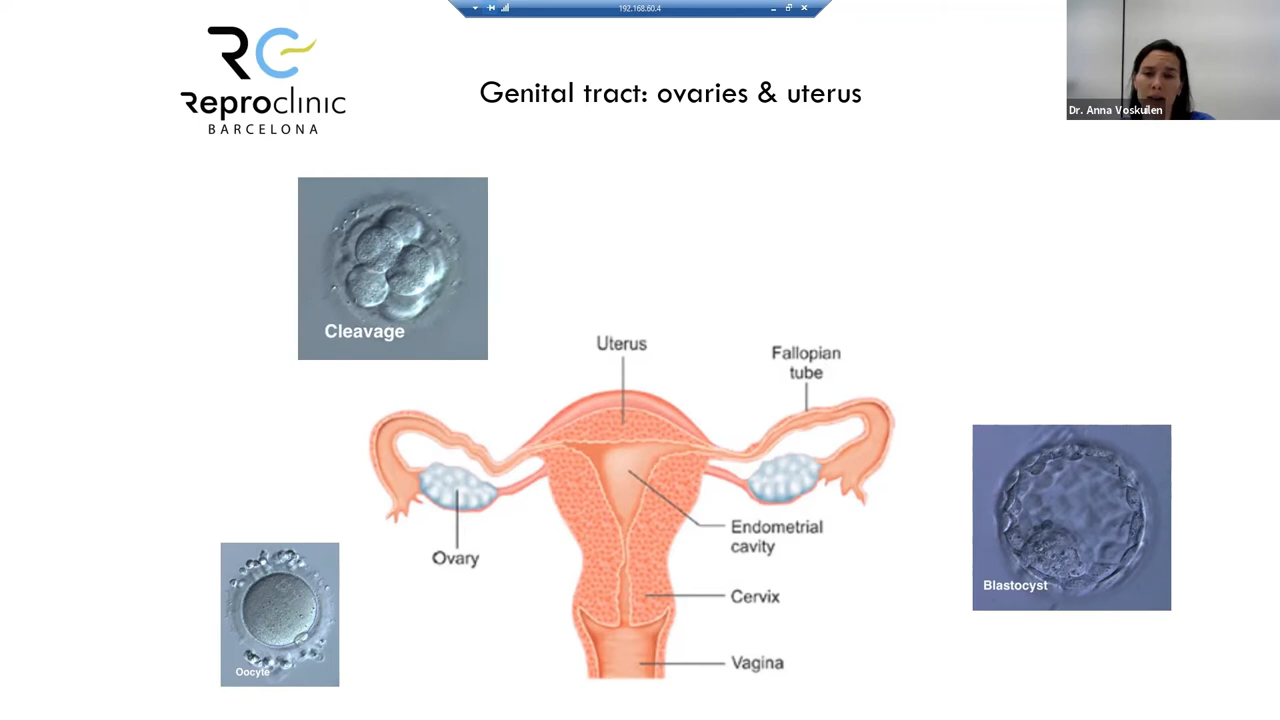 192.168.60.4
RC
Reproclinic
BARCELONA
Genital tract: ovaries & uterus
Dr. Anna Voskuilen
Cleavage
Uterus
Fallopian
tube
Ovary
Endometrial
cavity
Blastocyst
Cervix
Oocyte
Vagina